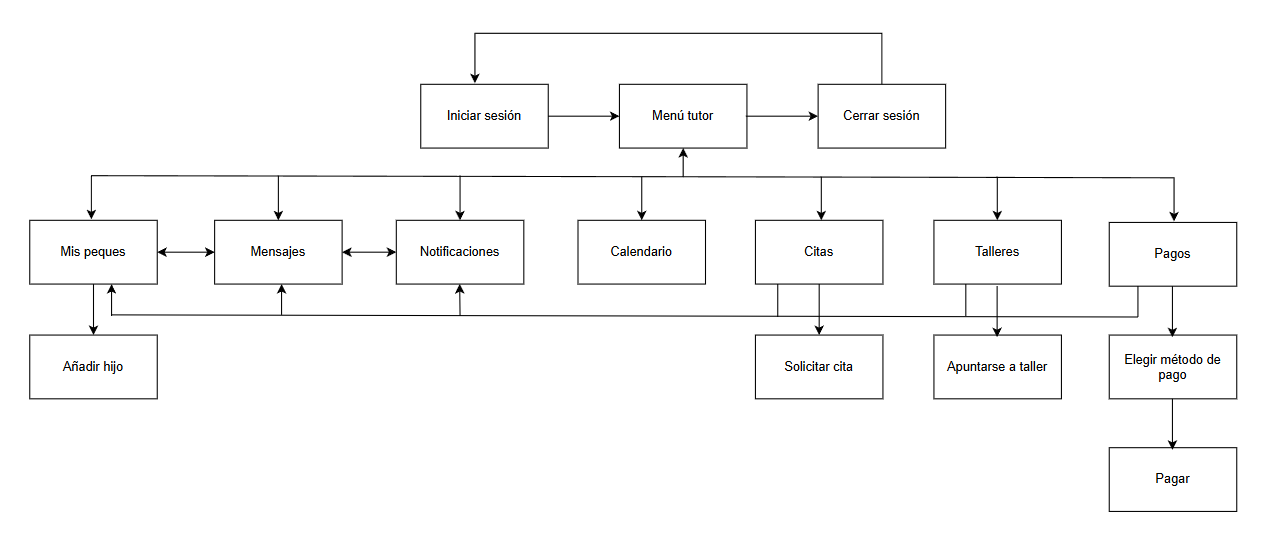 Iniciar sesión
Menú tutor
Cerrar sesión
Mis peques
Mensajes
Notificaciones
Calendario
Citas
Talleres
Pagos
Añadir hijo
Solicitar cita
Apuntarse a taller
Elegir método de
pago
Pagar